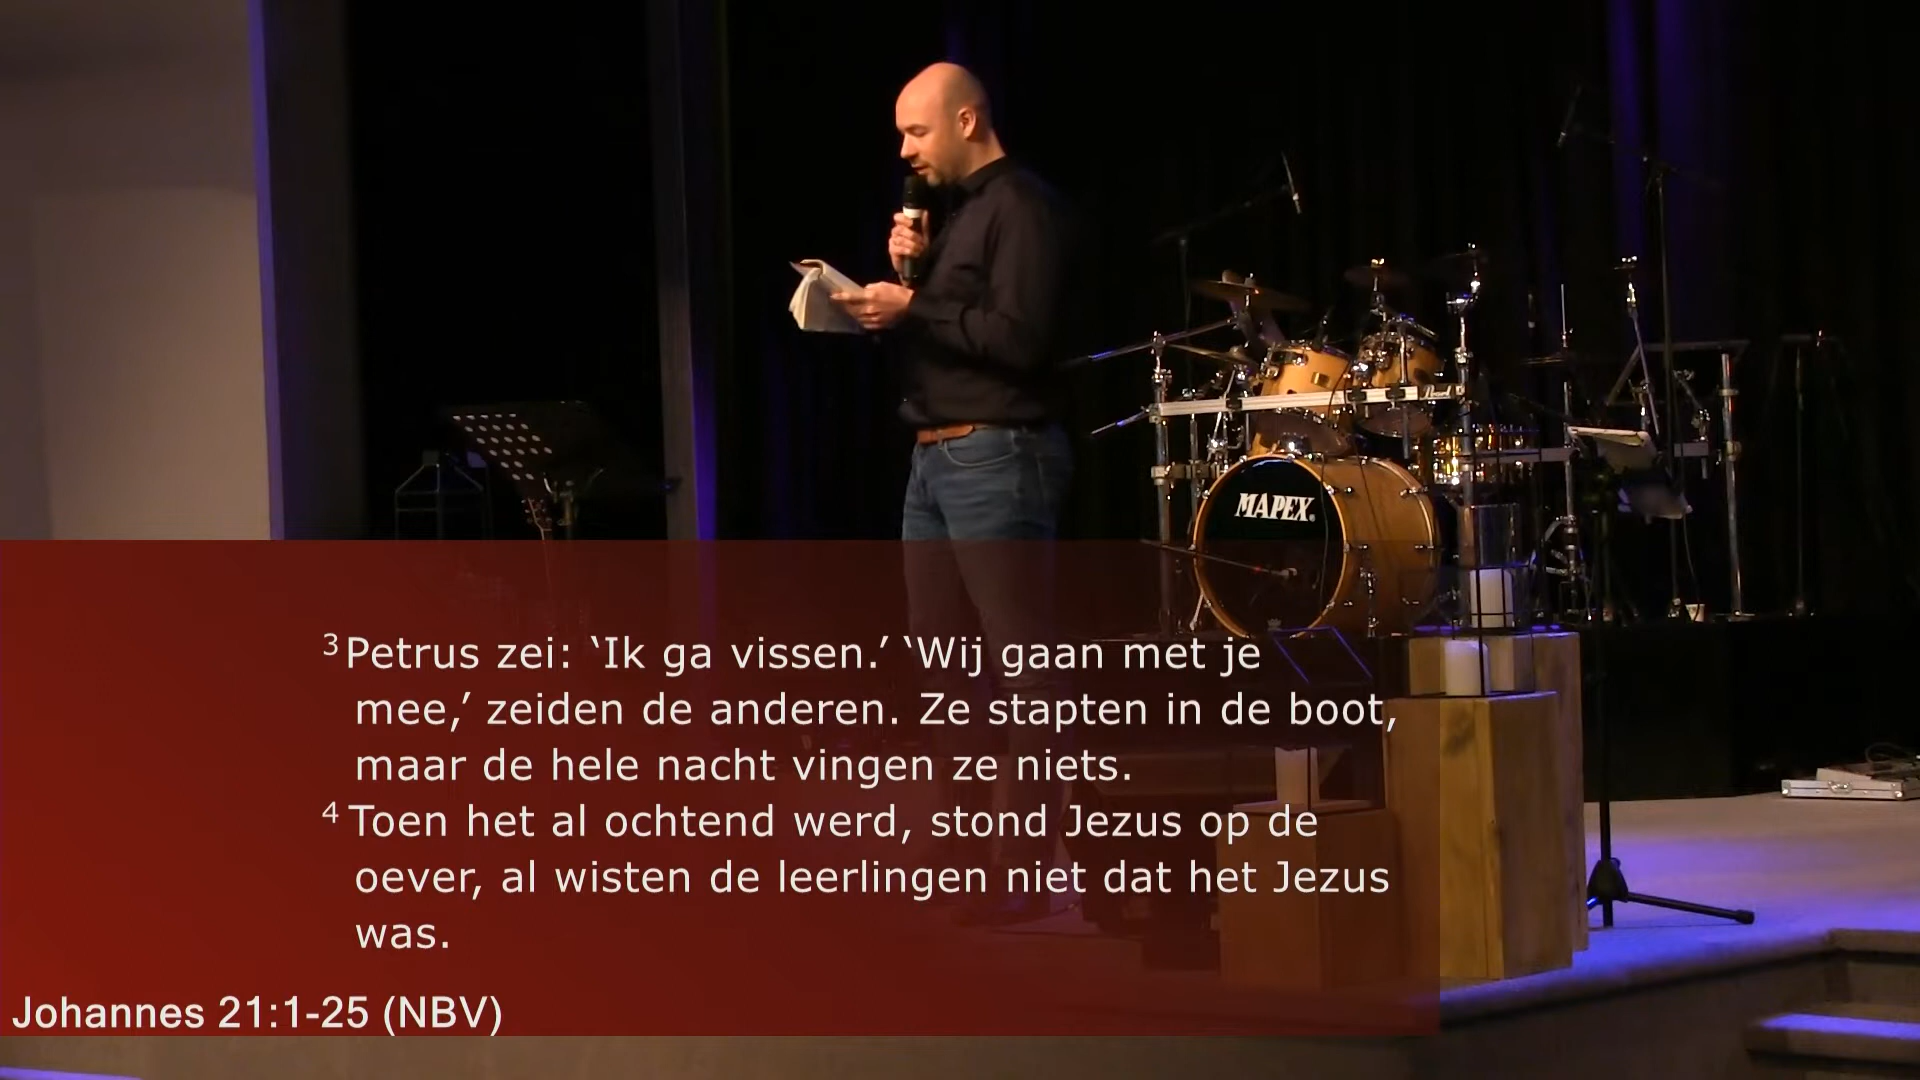 MAPEX
³Petrus zei: ‘Ik ga vissen.’ ‘Wij gaan met je
mee,’ zeiden de anderen. Ze stapten in de boot,
maar de hele nacht vingen ze niets.
⁴Toen het al ochtend werd, stond Jezus op de
oever, al wisten de leerlingen niet dat het Jezus
was.
Johannes 21:1-25 (NBV)